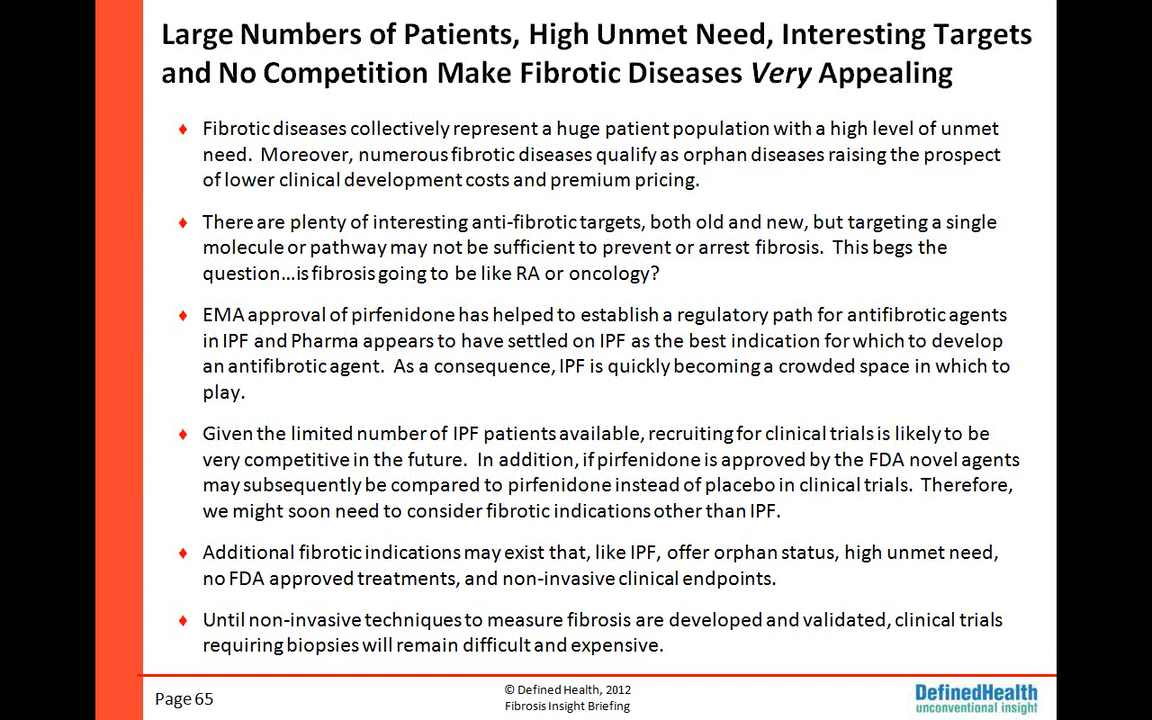 Large Numbers of Patients, High Unmet Need, Interesting Targets
and No Competition Make Fibrotic Diseases Very Appealing
♦ Fibrotic diseases collectively represent a huge patient population with a high level of unmet
need. Moreover, numerous fibrotic diseases qualify as orphan diseases raising the prospect
of lower clinical development costs and premium pricing.
♦ There are plenty of interesting anti-fibrotic targets, both old and new, but targeting a single
molecule or pathway may not be sufficient to prevent or arrest fibrosis. This begs the
question...is fibrosis going to be like RA or oncology?
♦ EMA approval of pirfenidone has helped to establish a regulatory path for antifibrotic agents
in IPF and Pharma appears to have settled on IPF as the best indication for which to develop
an antifibrotic agent. As a consequence, IPF is quickly becoming a crowded space in which to
play.
♦ Given the limited number of IPF patients available, recruiting for clinical trials is likely to be
very competitive in the future. In addition, if pirfenidone is approved by the FDA novel agents
may subsequently be compared to pirfenidone instead of placebo in clinical trials. Therefore,
we might soon need to consider fibrotic indications other than IPF.
♦ Additional fibrotic indications may exist that, like IPF, offer orphan status, high unmet need,
no FDA approved treatments, and non-invasive clinical endpoints.
♦ Until non-invasive techniques to measure fibrosis are developed and validated, clinical trials
requiring biopsies will remain difficult and expensive.
Page 65
© Defined Health, 2012
Fibrosis Insight Briefing
DefinedHealth
unconventional insight